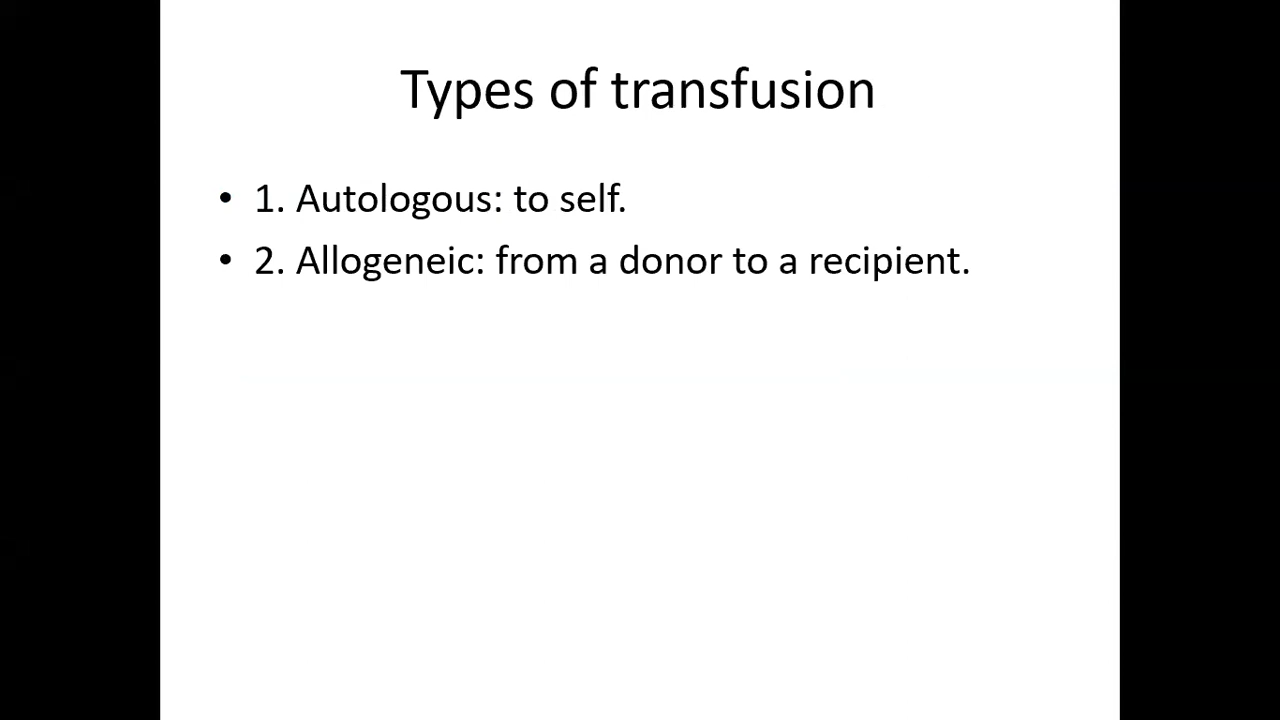 Types of transfusion
• 1. Autologous: to self.
• 2. Allogeneic: from a donor to a recipient.